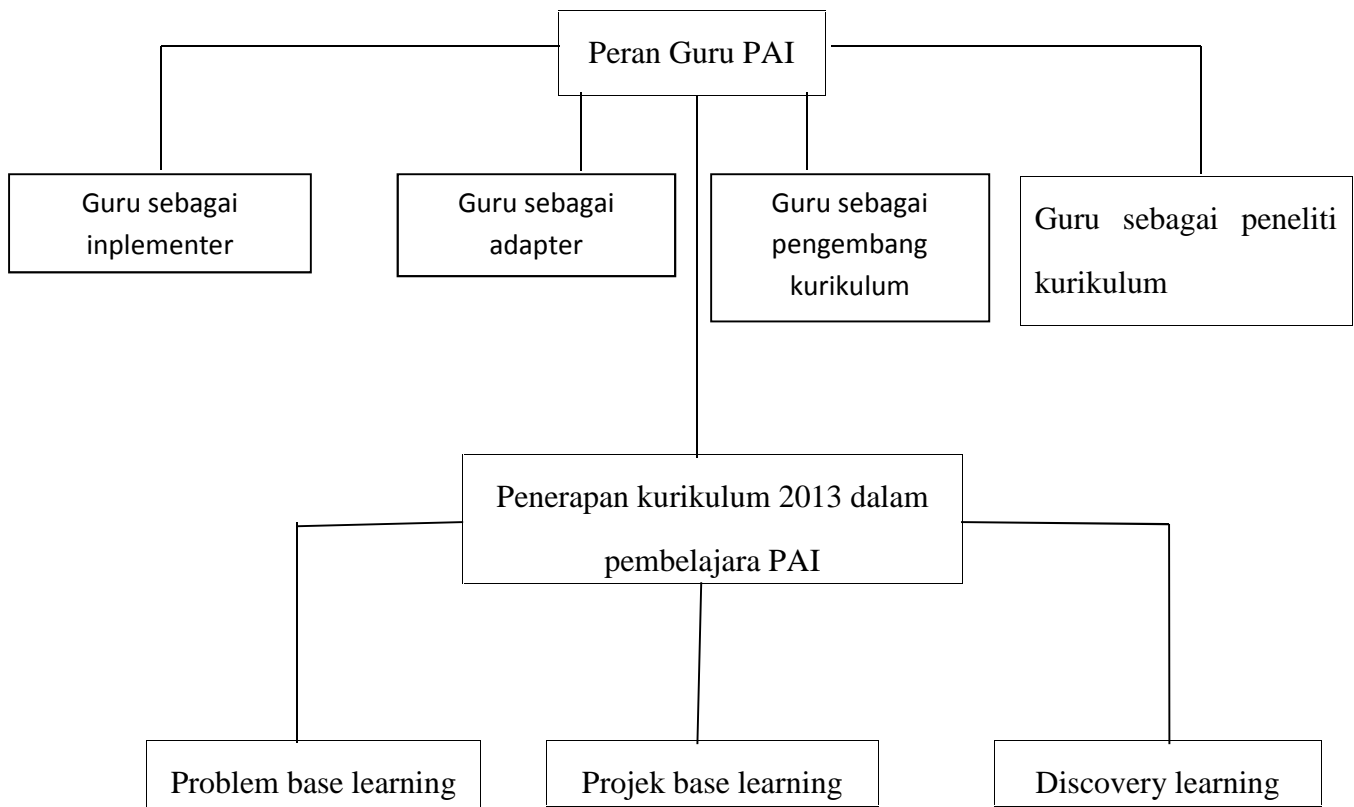 Peran Guru PAI
Guru sebagai
inplementer
Guru sebagai
adapter
Guru sebagai
pengembang
kurikulum
Guru sebagai peneliti
kurikulum
Penerapan kurikulum 2013 dalam
pembelajara PAI
Problem base learning
Projek base learning
Discovery learning